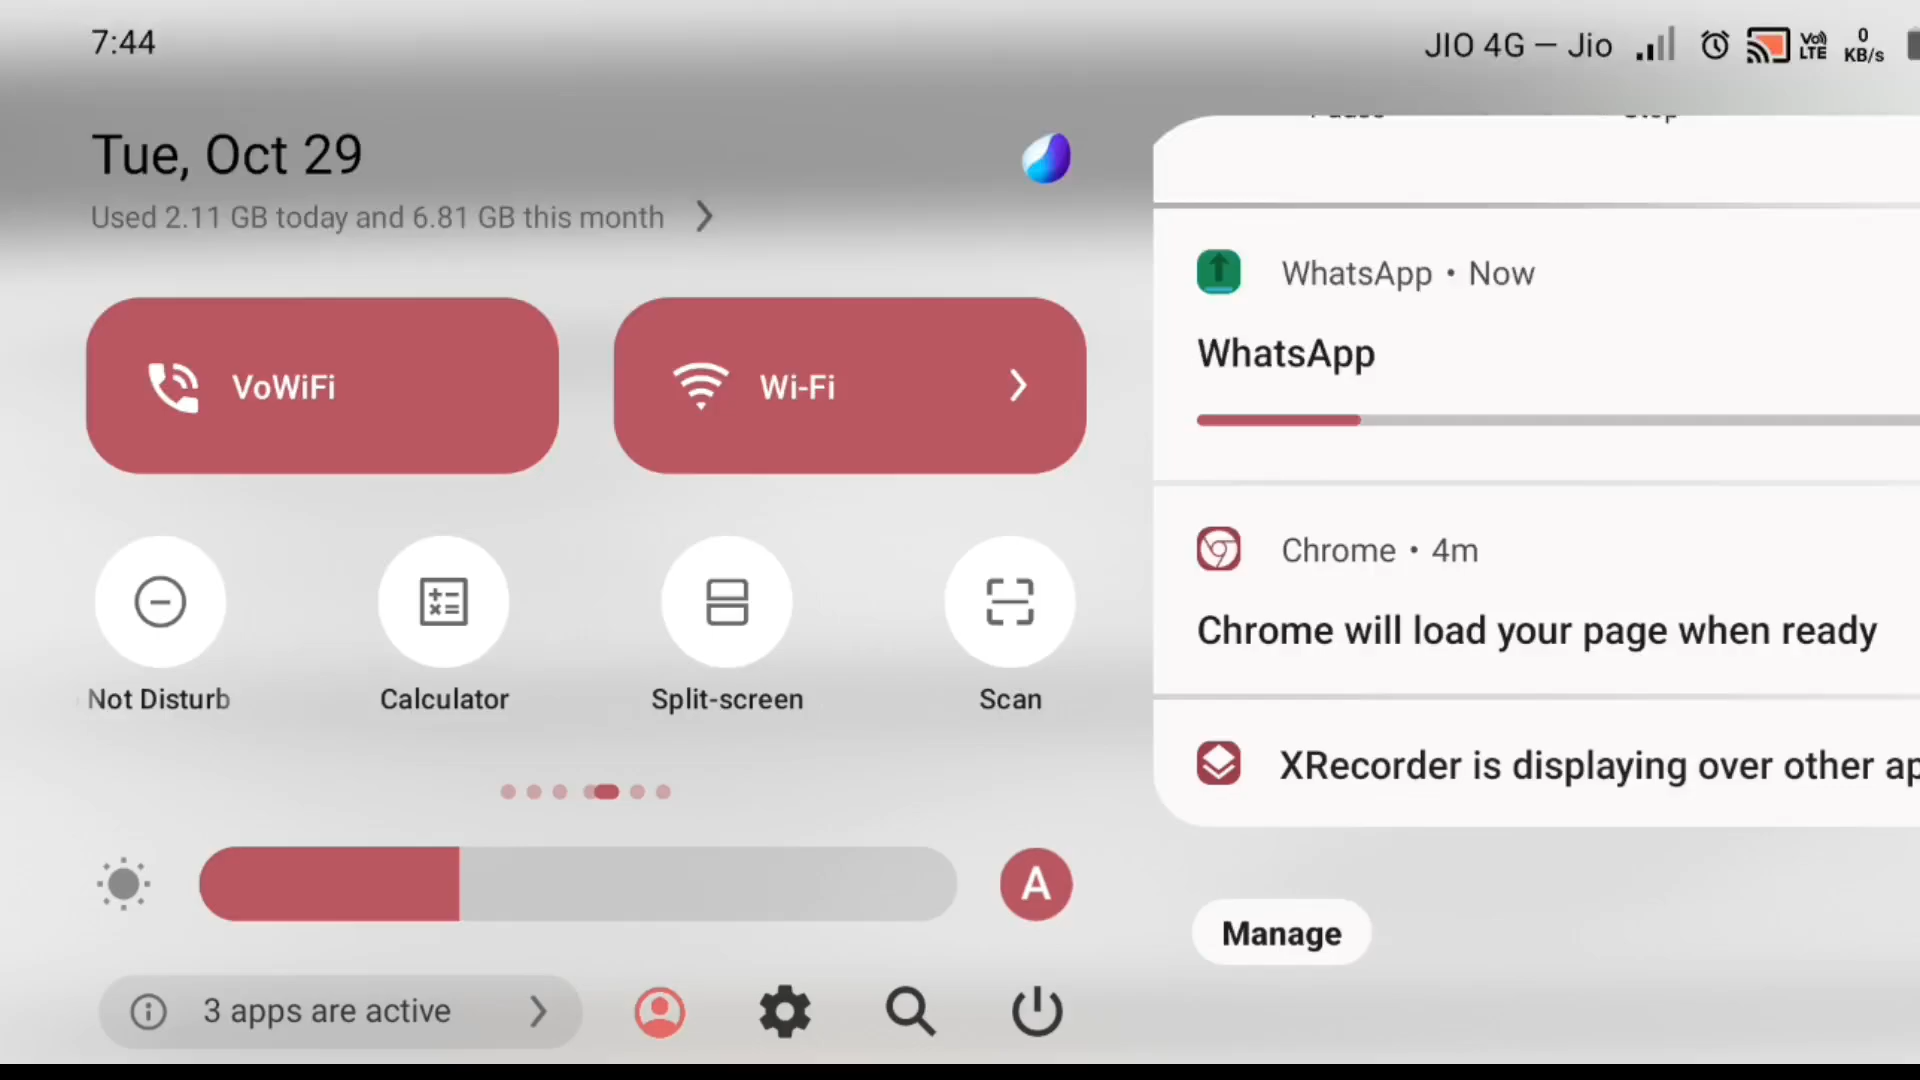 7:44
JIO 4G — Jio
Vo)) LTE
0 KB/s
Tue, Oct 29
Used 2.11 GB today and 6.81 GB this month
VoWiFi
Wi-Fi
Not Disturb
Calculator
Split-screen
Scan
A
3 apps are active
WhatsApp • Now
WhatsApp
Chrome • 4m
Chrome will load your page when ready
XRecorder is displaying over other ap
Manage